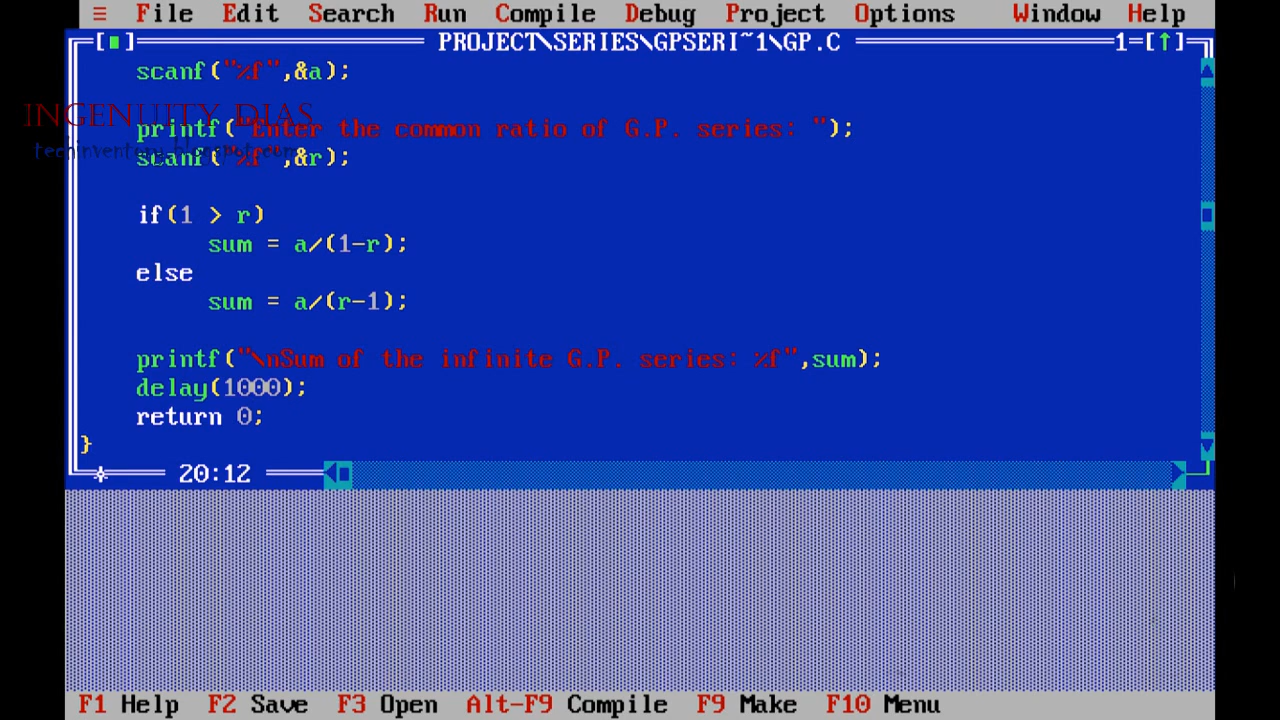 ≡ File Edit Search Run Compile Debug Project Options Window Help
[■] PROJECT\SERIES\GPSERI~1\GP.C 1=[↑]
scanf("%f",&a);
INGENUITY DIAS
printf("Enter the common ratio of G.P. series: ");
techinventory.blogspot.com
scanf("%f",&r);
if(1 > r)
sum = a/(1-r);
else
sum = a/(r-1);
printf("\nSum of the infinite G.P. series: %f",sum);
delay(1000);
return 0;
}
20:12
F1 Help F2 Save F3 Open Alt-F9 Compile F9 Make F10 Menu